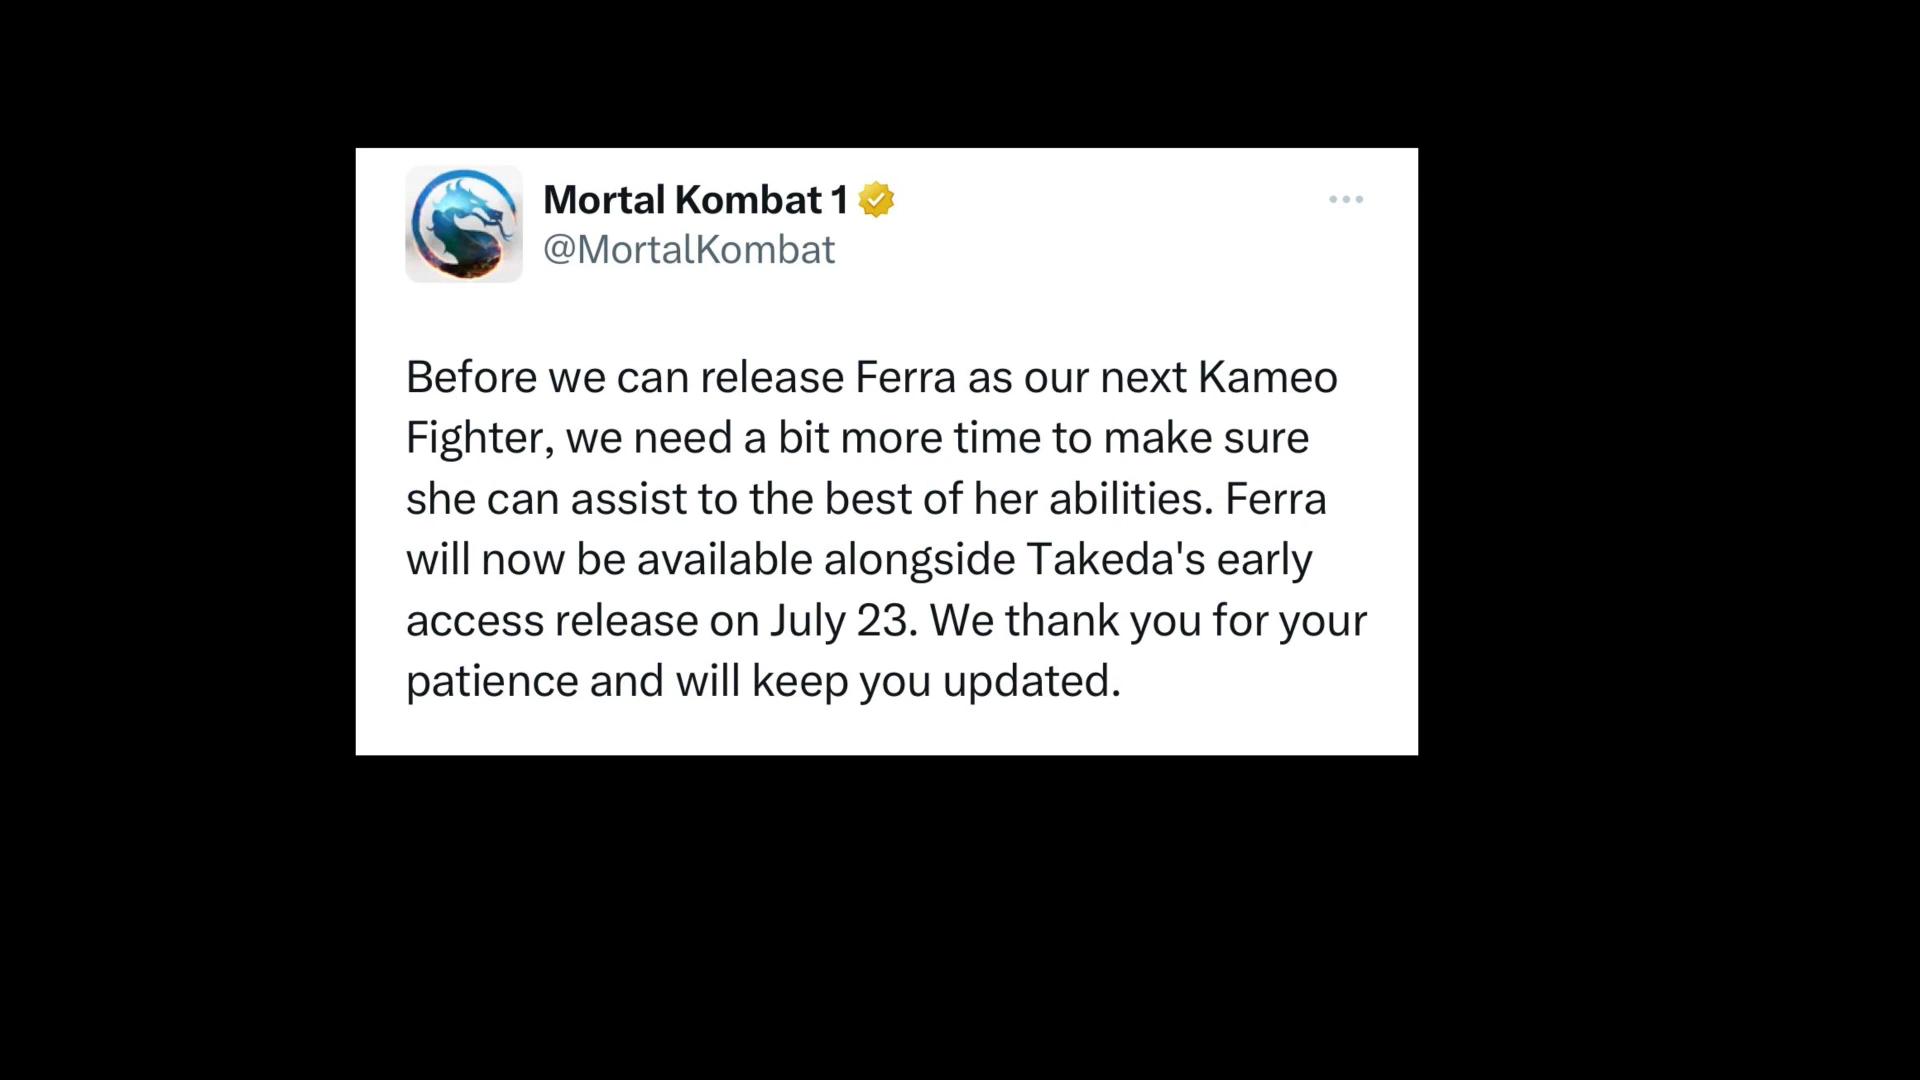 Mortal Kombat 1
@MortalKombat
Before we can release Ferra as our next Kameo
Fighter, we need a bit more time to make sure
she can assist to the best of her abilities. Ferra
will now be available alongside Takeda's early
access release on July 23. We thank you for your
patience and will keep you updated.